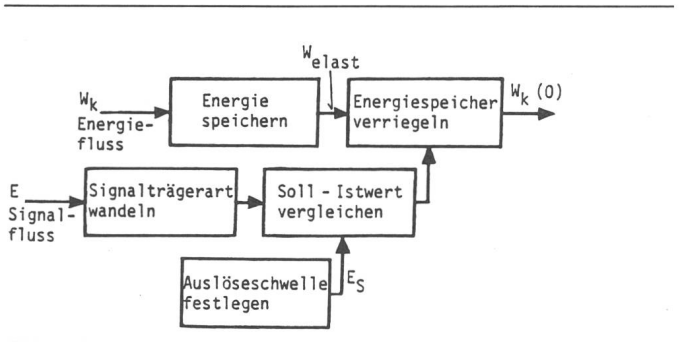 W_elast
W_k
Energie-
fluss
Energie
speichern
Energiespeicher
verriegeln
W_k (0)
E
Signal-
fluss
Signalträgerart
wandeln
Soll - Istwert
vergleichen
Auslöseschwelle
festlegen
E_S